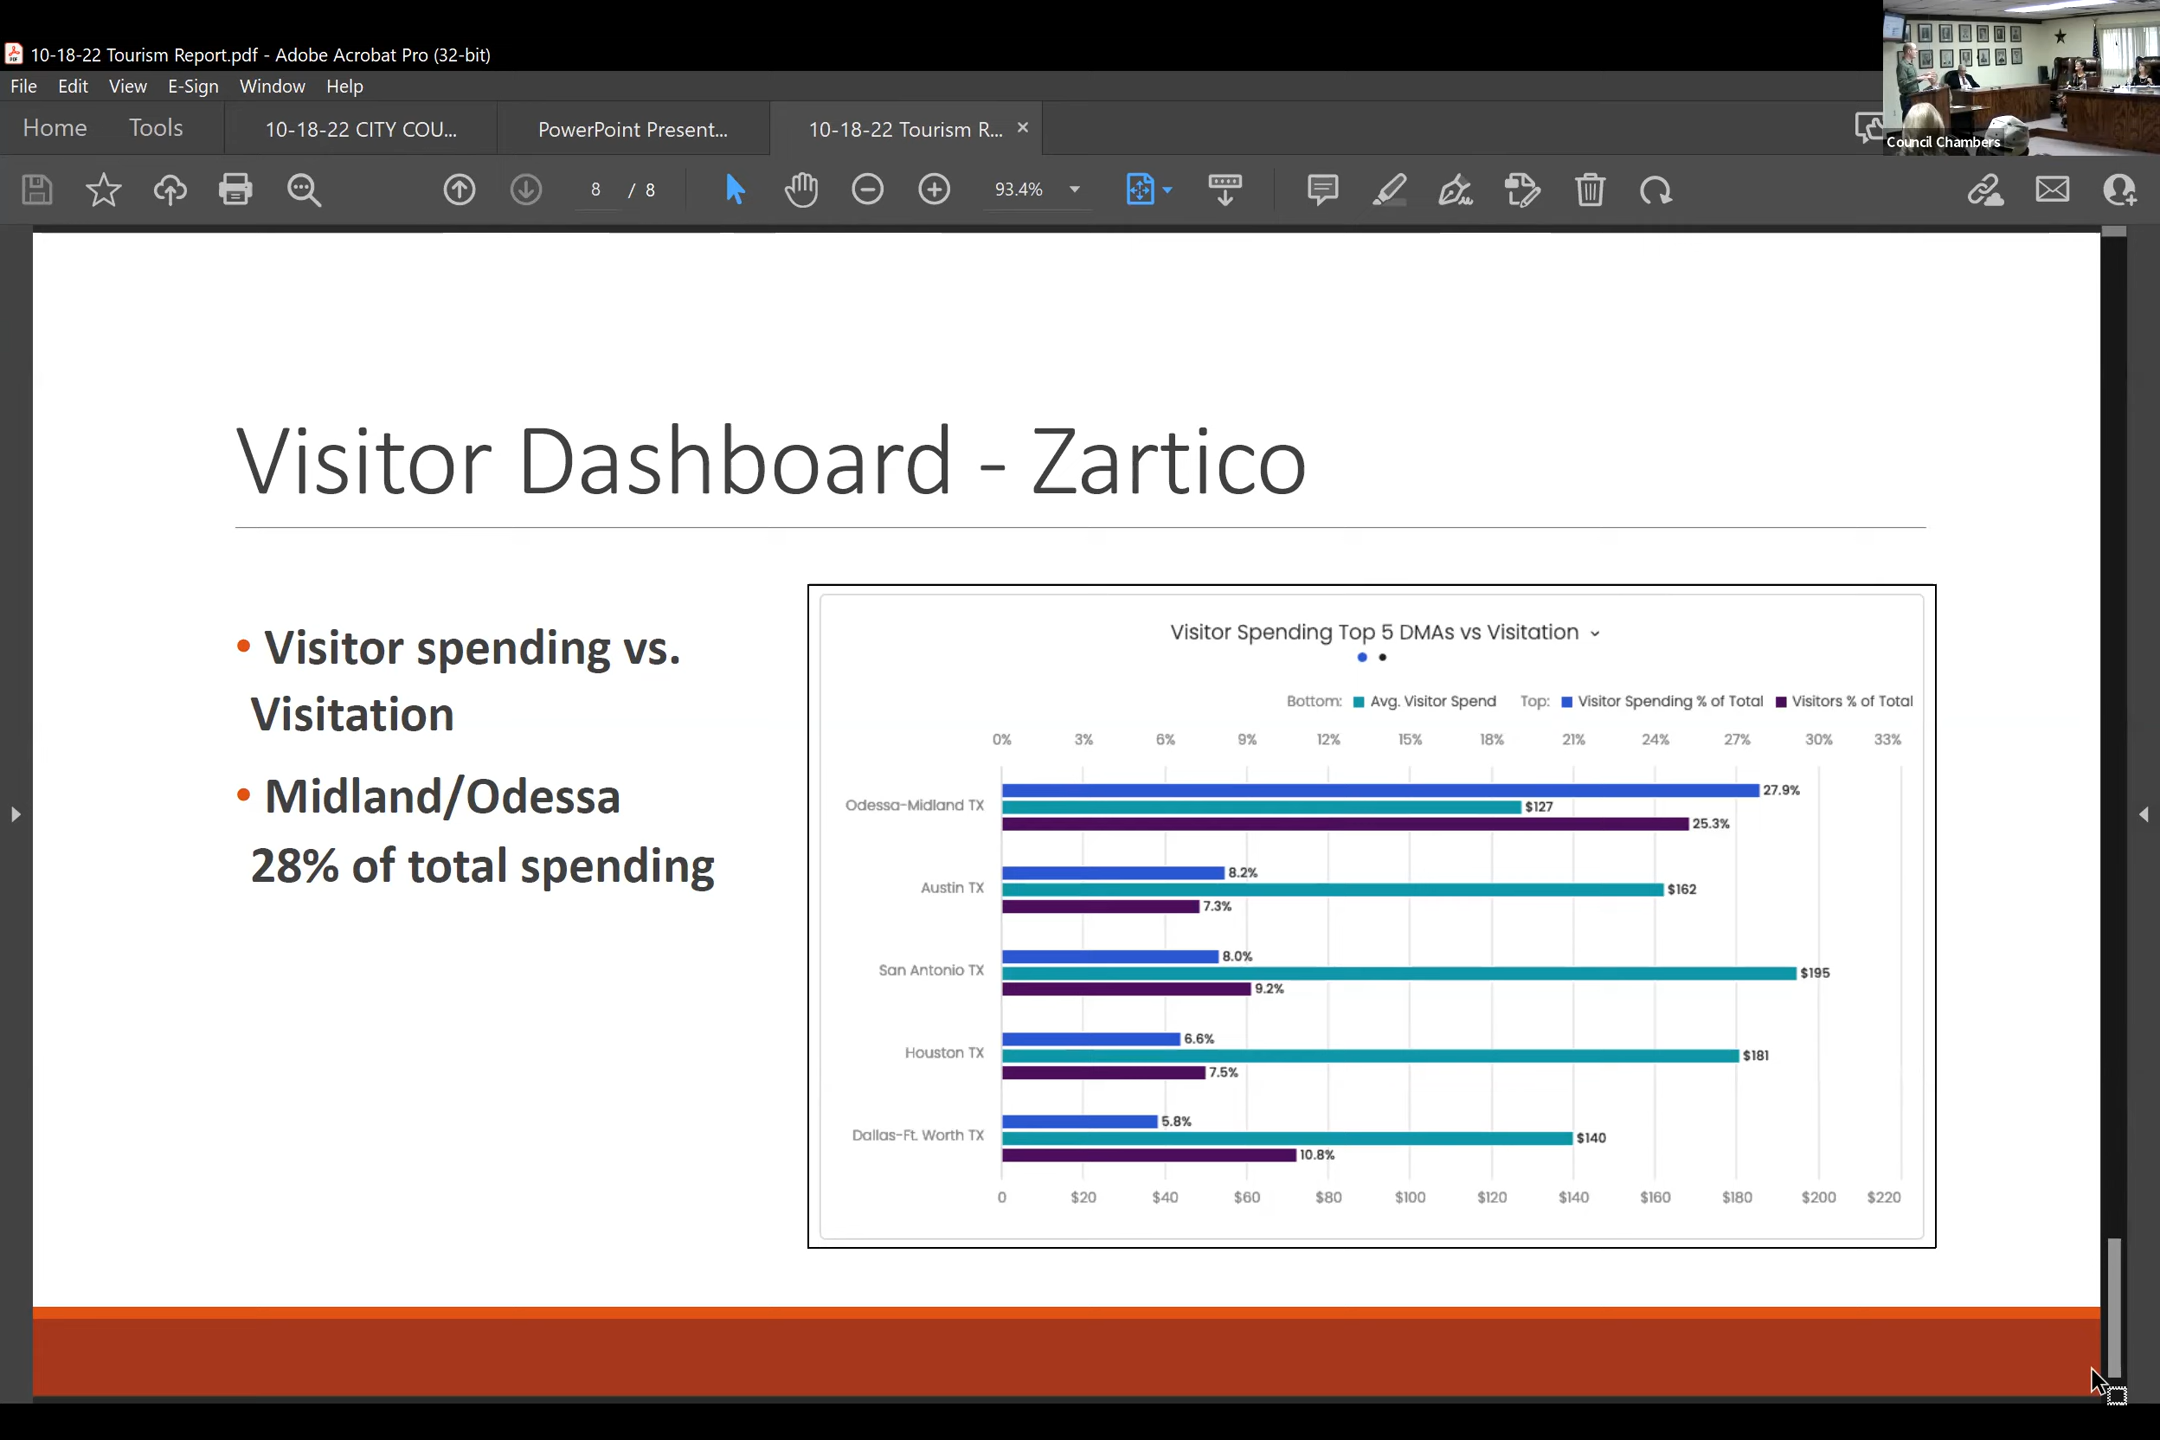 10-18-22 Tourism Report.pdf - Adobe Acrobat Pro (32-bit)
File Edit View E-Sign Window Help
Home Tools 10-18-22 CITY COU... PowerPoint Present... 10-18-22 Tourism R... ×
Council Chambers
8 / 8 93.4%
Visitor Dashboard - Zartico
• Visitor spending vs.
Visitation
• Midland/Odessa
28% of total spending
Visitor Spending Top 5 DMAs vs Visitation
Bottom: Avg. Visitor Spend Top: Visitor Spending % of Total Visitors % of Total
0% 3% 6% 9% 12% 15% 18% 21% 24% 27% 30% 33%
27.9%
Odessa-Midland TX $127
25.3%
8.2%
Austin TX $162
7.3%
8.0%
San Antonio TX $195
9.2%
6.6%
Houston TX $181
7.5%
5.8%
Dallas-Ft. Worth TX $140
10.8%
0 $20 $40 $60 $80 $100 $120 $140 $160 $180 $200 $220